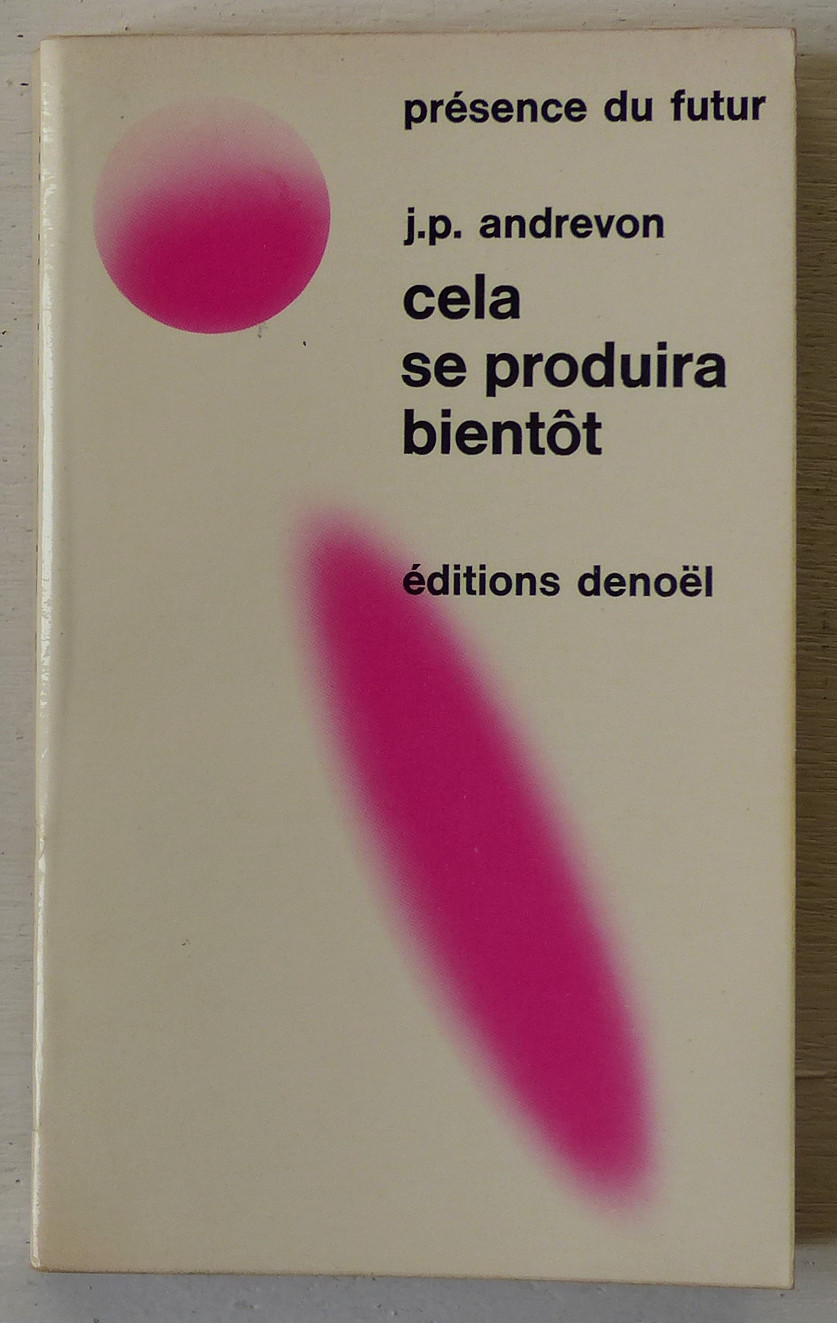 présence du futur
j.p. andrevon
cela
se produira
bientôt
éditions denoël